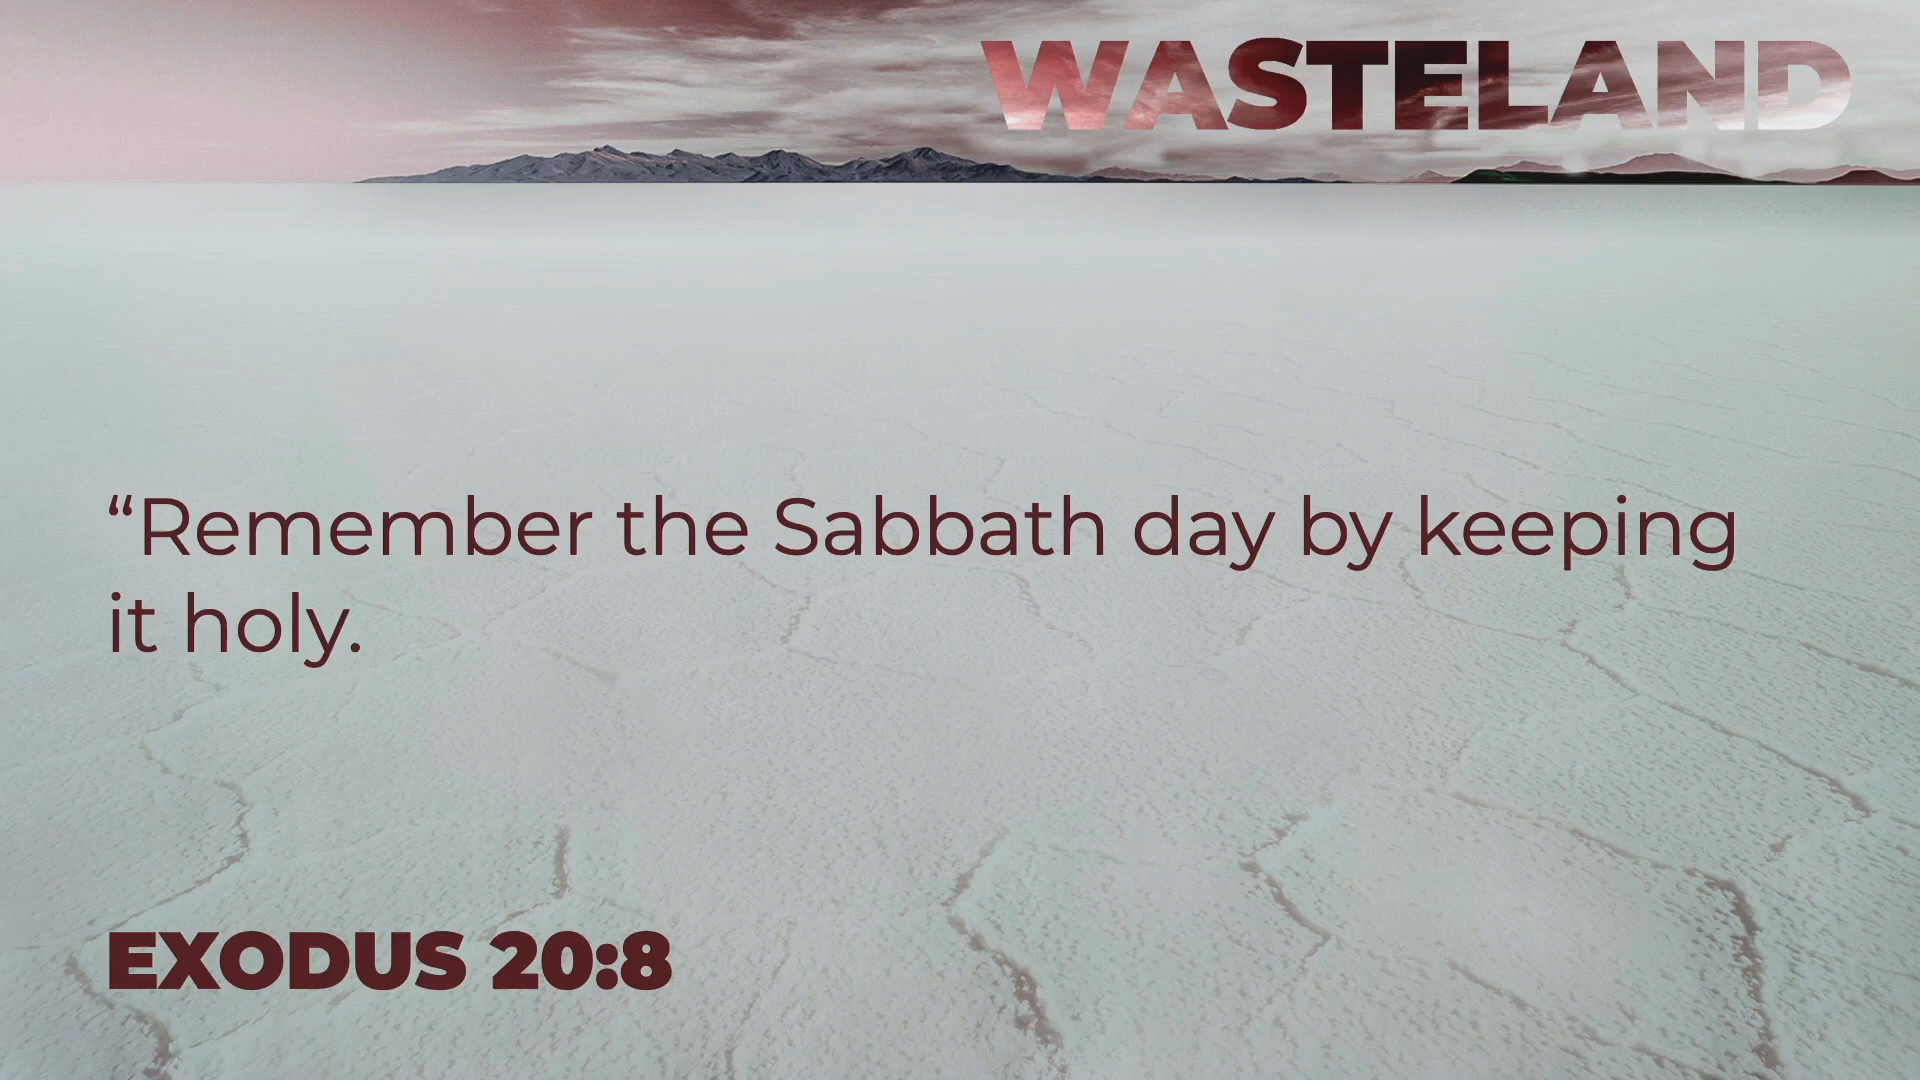 WASTELAND
“Remember the Sabbath day by keeping
it holy.
EXODUS 20:8